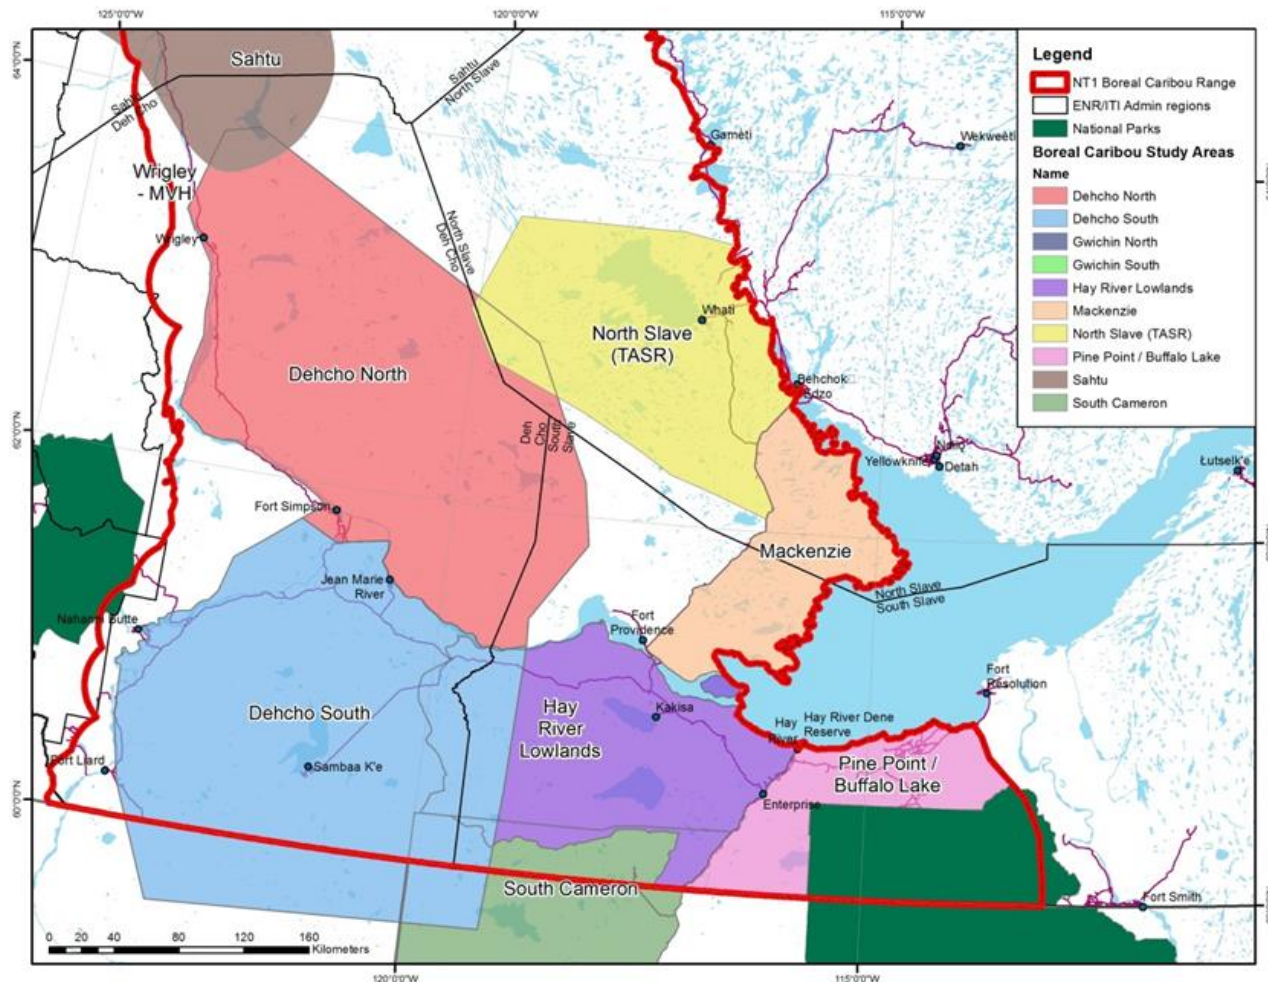 125°0'0"W
120°0'0"W
115°0'0"W
64°0'0"N
62°0'0"N
60°0'0"N
Sahtu
Sahtu
Deh Cho
Sahtu
North Slave
Wrigley
- MVH
Wrigley
Gameti
Wekweeti
North Slave
Deh Cho
Whati
North Slave
(TASR)
Dehcho North
Behchok
Edzo
Deh
Cho
South
Slave
Yellowknife
Ndilo
Detah
Łutselk'e
Fort Simpson
Mackenzie
Jean Marie
River
North Slave
South Slave
Nahanni Butte
Fort
Providence
Fort
Resolution
Dehcho South
Hay
River
Lowlands
Kakisa
Hay
River
Hay River Dene
Reserve
Fort Liard
Sambaa K'e
Pine Point /
Buffalo Lake
Enterprise
South Cameron
Fort Smith
0 20 40 80 120 160
Kilometers
120°0'0"W
115°0'0"W
Legend
NT1 Boreal Caribou Range
ENR/ITI Admin regions
National Parks
Boreal Caribou Study Areas
Name
Dehcho North
Dehcho South
Gwichin North
Gwichin South
Hay River Lowlands
Mackenzie
North Slave (TASR)
Pine Point / Buffalo Lake
Sahtu
South Cameron